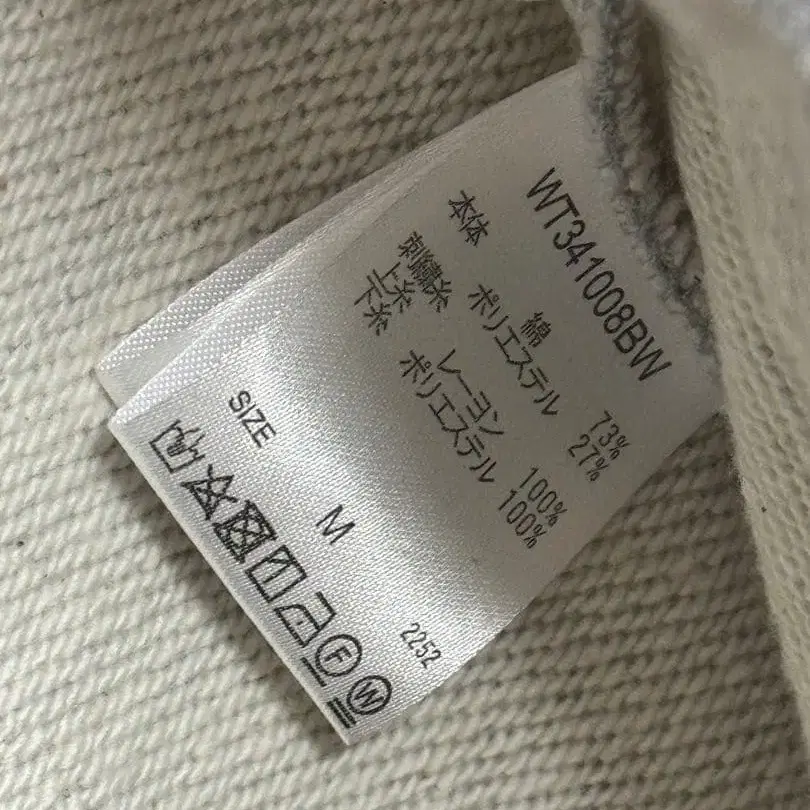 WT341008BW
本体 綿 73%
ポリエステル 27%
刺繍糸
上糸 レーヨン 100%
下糸 ポリエステル 100%
SIZE M
2252
F W